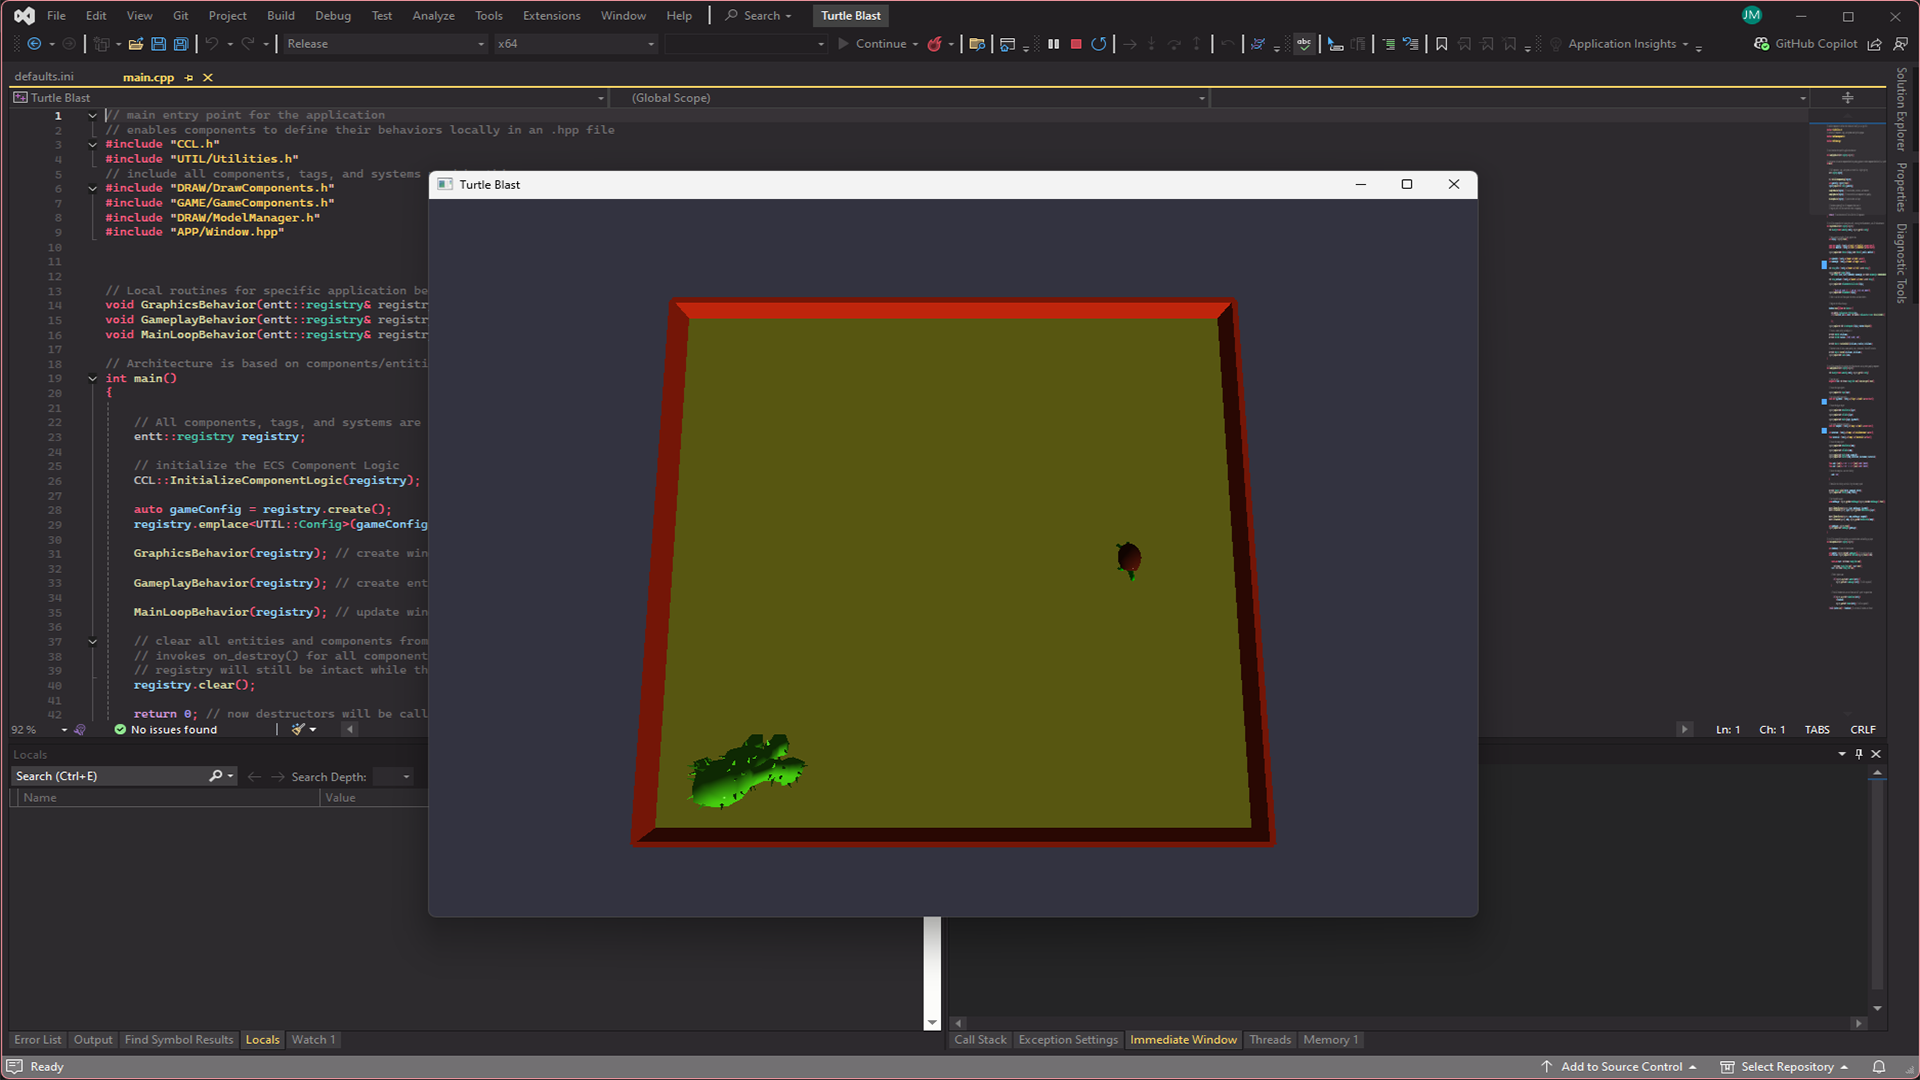 File Edit View Git Project Build Debug Test Analyze Tools Extensions Window Help Search Turtle Blast JM
Release x64 Continue Application Insights GitHub Copilot
defaults.ini main.cpp
Turtle Blast (Global Scope)
1 // main entry point for the application
2 // enables components to define their behaviors locally in an .hpp file
3 #include "CCL.h"
4 #include "UTIL/Utilities.h"
5 // include all components, tags, and systems
6 #include "DRAW/DrawComponents.h"
7 #include "GAME/GameComponents.h"
8 #include "DRAW/ModelManager.h"
9 #include "APP/Window.hpp"
10
11
12
13 // Local routines for specific application be
14 void GraphicsBehavior(entt::registry& registr
15 void GameplayBehavior(entt::registry& registr
16 void MainLoopBehavior(entt::registry& registr
17
18 // Architecture is based on components/entiti
19 int main()
20 {
21
22 // All components, tags, and systems are
23 entt::registry registry;
24
25 // initialize the ECS Component Logic
26 CCL::InitializeComponentLogic(registry);
27
28 auto gameConfig = registry.create();
29 registry.emplace<UTIL::Config>(gameConfig
30
31 GraphicsBehavior(registry); // create win
32
33 GameplayBehavior(registry); // create ent
34
35 MainLoopBehavior(registry); // update win
36
37 // clear all entities and components from
38 // invokes on_destroy() for all component
39 // registry will still be intact while th
40 registry.clear();
41
42 return 0; // now destructors will be call
Turtle Blast
Solution Explorer
Properties
Diagnostic Tools
92 % No issues found Ln: 1 Ch: 1 TABS CRLF
Locals
Search (Ctrl+E) Search Depth:
Name Value
Error List Output Find Symbol Results Locals Watch 1
Call Stack Exception Settings Immediate Window Threads Memory 1
Ready Add to Source Control Select Repository